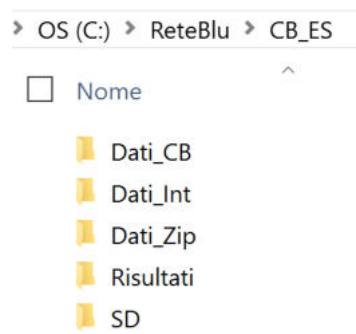 > OS (C:) > ReteBlu > CB_ES
Nome
Dati_CB
Dati_Int
Dati_Zip
Risultati
SD